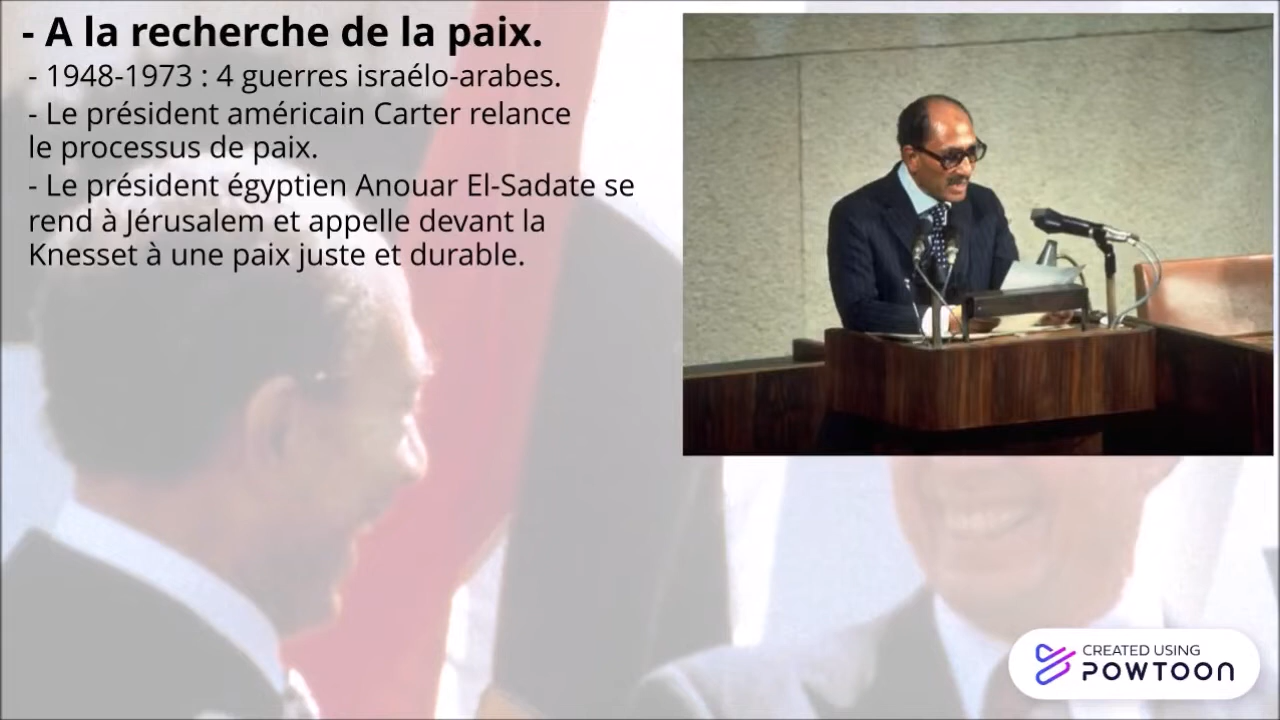 - A la recherche de la paix.
- 1948-1973 : 4 guerres israélo-arabes.
- Le président américain Carter relance
le processus de paix.
- Le président égyptien Anouar El-Sadate se
rend à Jérusalem et appelle devant la
Knesset à une paix juste et durable.
CREATED USING
POWTOON